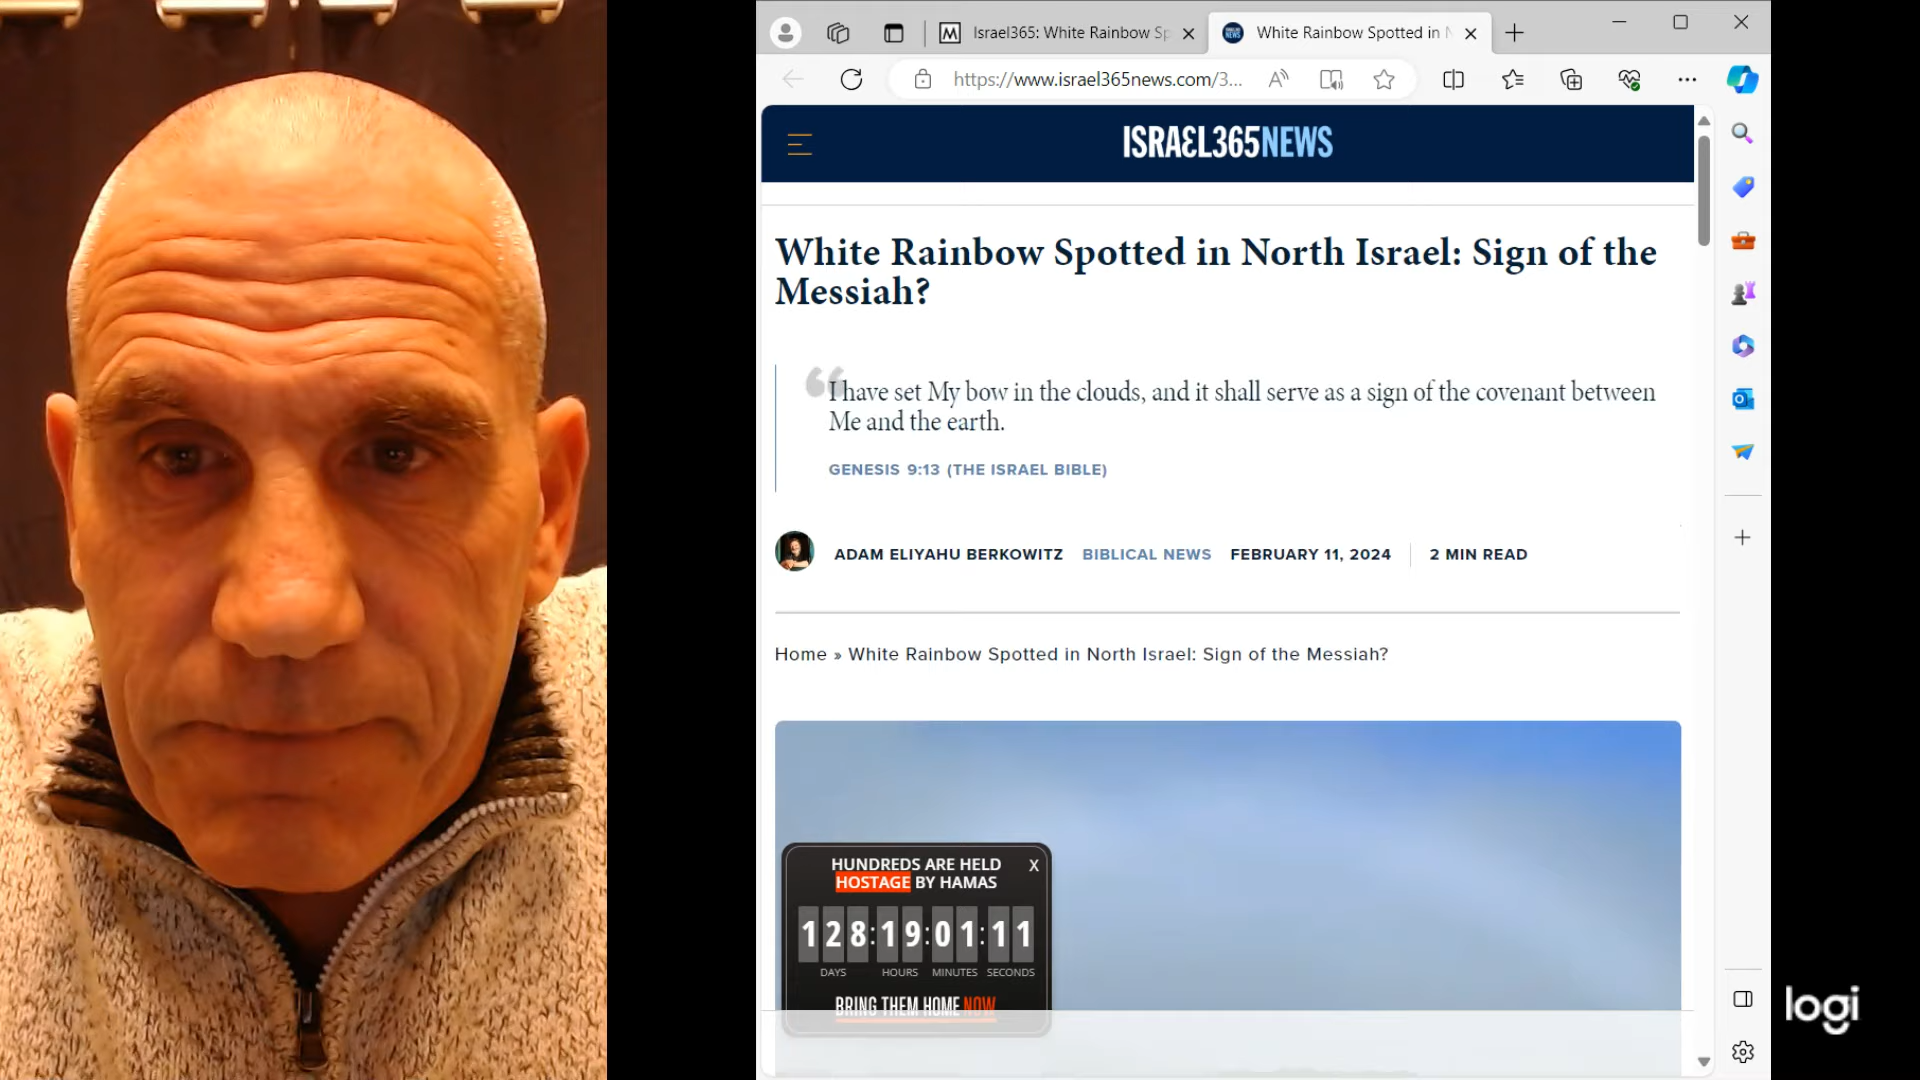 Israel365: White Rainbow Sp
White Rainbow Spotted in N
https://www.israel365news.com/3...
ISRAEL365NEWS
White Rainbow Spotted in North Israel: Sign of the
Messiah?
I have set My bow in the clouds, and it shall serve as a sign of the covenant between
Me and the earth.
GENESIS 9:13 (THE ISRAEL BIBLE)
ADAM ELIYAHU BERKOWITZ BIBLICAL NEWS FEBRUARY 11, 2024 2 MIN READ
Home » White Rainbow Spotted in North Israel: Sign of the Messiah?
HUNDREDS ARE HELD X
HOSTAGE BY HAMAS
128:19:01:11
DAYS HOURS MINUTES SECONDS
BRING THEM HOME NOW
logi